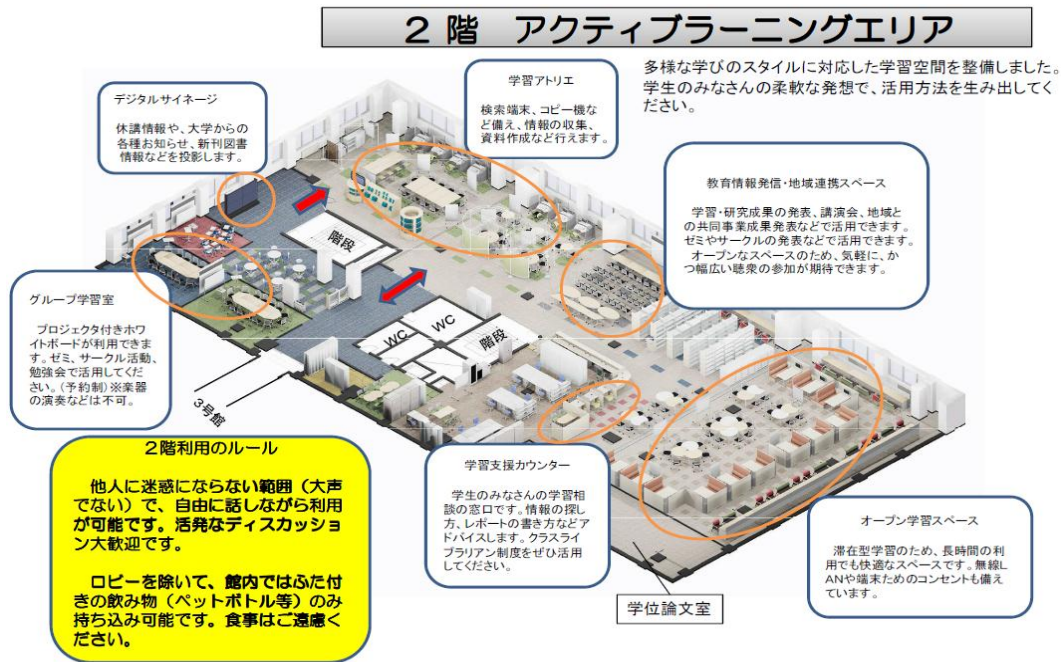 2階 アクティブラーニングエリア
多様な学びのスタイルに対応した学習空間を整備しました。
学生のみなさんの柔軟な発想で、活用方法を生み出してく
ださい。
デジタルサイネージ
休講情報や、大学からの
各種お知らせ、新刊図書
情報などを投影します。
学習アトリエ
検索端末、コピー機な
ど備え、情報の収集、
資料作成など行えます。
教育情報発信・地域連携スペース
学習・研究成果の発表、講演会、地域と
の共同事業成果発表などで活用できます。
ゼミやサークルの発表などで活用できます。
オープンなスペースのため、気軽に、か
つ幅広い聴衆の参加が期待できます。
グループ学習室
プロジェクタ付きホワ
イトボードが利用できま
す。ゼミ、サークル活動、
勉強会で活用してくだ
さい。(予約制)※楽器
の演奏などは不可。
階段
WC
WC
階段
3号館
2階利用のルール
他人に迷惑にならない範囲(大声
でない)で、自由に話しながら利用
が可能です。活発なディスカッショ
ン大歓迎です。
ロビーを除いて、館内ではふた付
きの飲み物(ペットボトル等)のみ
持ち込み可能です。食事はご遠慮く
ださい。
学習支援カウンター
学生のみなさんの学習相
談の窓口です。情報の探し
方、レポートの書き方などア
ドバイスします。クラスライ
ブラリアン制度をぜひ活用
してください。
オープン学習スペース
滞在型学習のため、長時間の利
用でも快適なスペースです。無線L
ANや端末ためのコンセントも備え
ています。
学位論文室